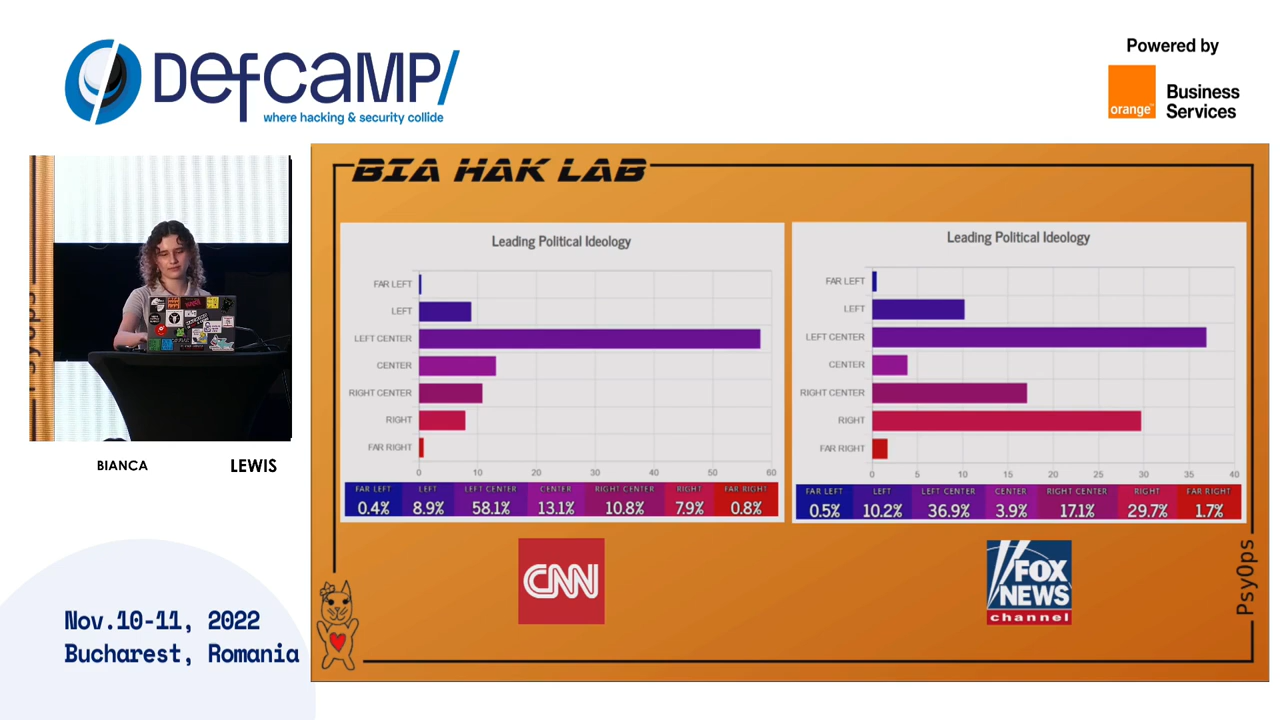 DefCamp/
where hacking & security collide
Powered by
orange™
Business
Services
BIA HAK LAB
Leading Political Ideology
FAR LEFT
LEFT
LEFT CENTER
CENTER
RIGHT CENTER
RIGHT
FAR RIGHT
0 10 20 30 40 50 60
FAR LEFT LEFT LEFT CENTER CENTER RIGHT CENTER RIGHT FAR RIGHT
0.4% 8.9% 58.1% 13.1% 10.8% 7.9% 0.8%
CNN
Leading Political Ideology
FAR LEFT
LEFT
LEFT CENTER
CENTER
RIGHT CENTER
RIGHT
FAR RIGHT
0 5 10 15 20 25 30 35 40
FAR LEFT LEFT LEFT CENTER CENTER RIGHT CENTER RIGHT FAR RIGHT
0.5% 10.2% 36.9% 3.9% 17.1% 29.7% 1.7%
FOX
NEWS
channel
PsyOps
PsyOps
BIANCA LEWIS
Nov.10-11, 2022
Bucharest, Romania